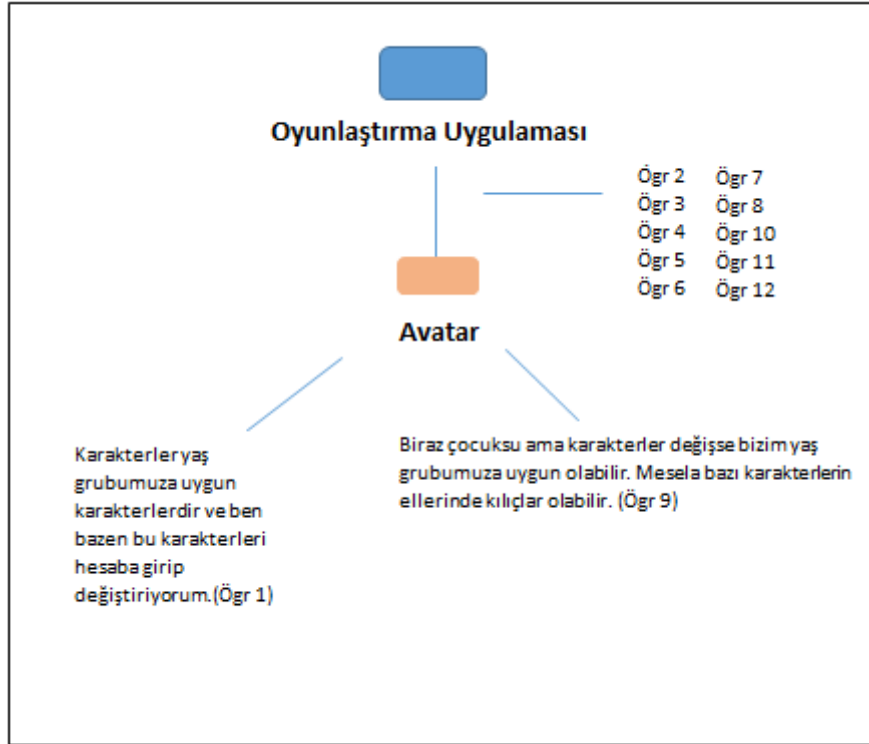 Oyunlaştırma Uygulaması
Ögr 2 Ögr 7
Ögr 3 Ögr 8
Ögr 4 Ögr 10
Ögr 5 Ögr 11
Ögr 6 Ögr 12
Avatar
Karakterler yaş
grubumuza uygun
karakterlerdir ve ben
bazen bu karakterleri
hesaba girip
değiştiriyorum.(Ögr 1)
Biraz çocuksu ama karakterler değişse bizim yaş
grubumuza uygun olabilir. Mesela bazı karakterlerin
ellerinde kılıçlar olabilir. (Ögr 9)